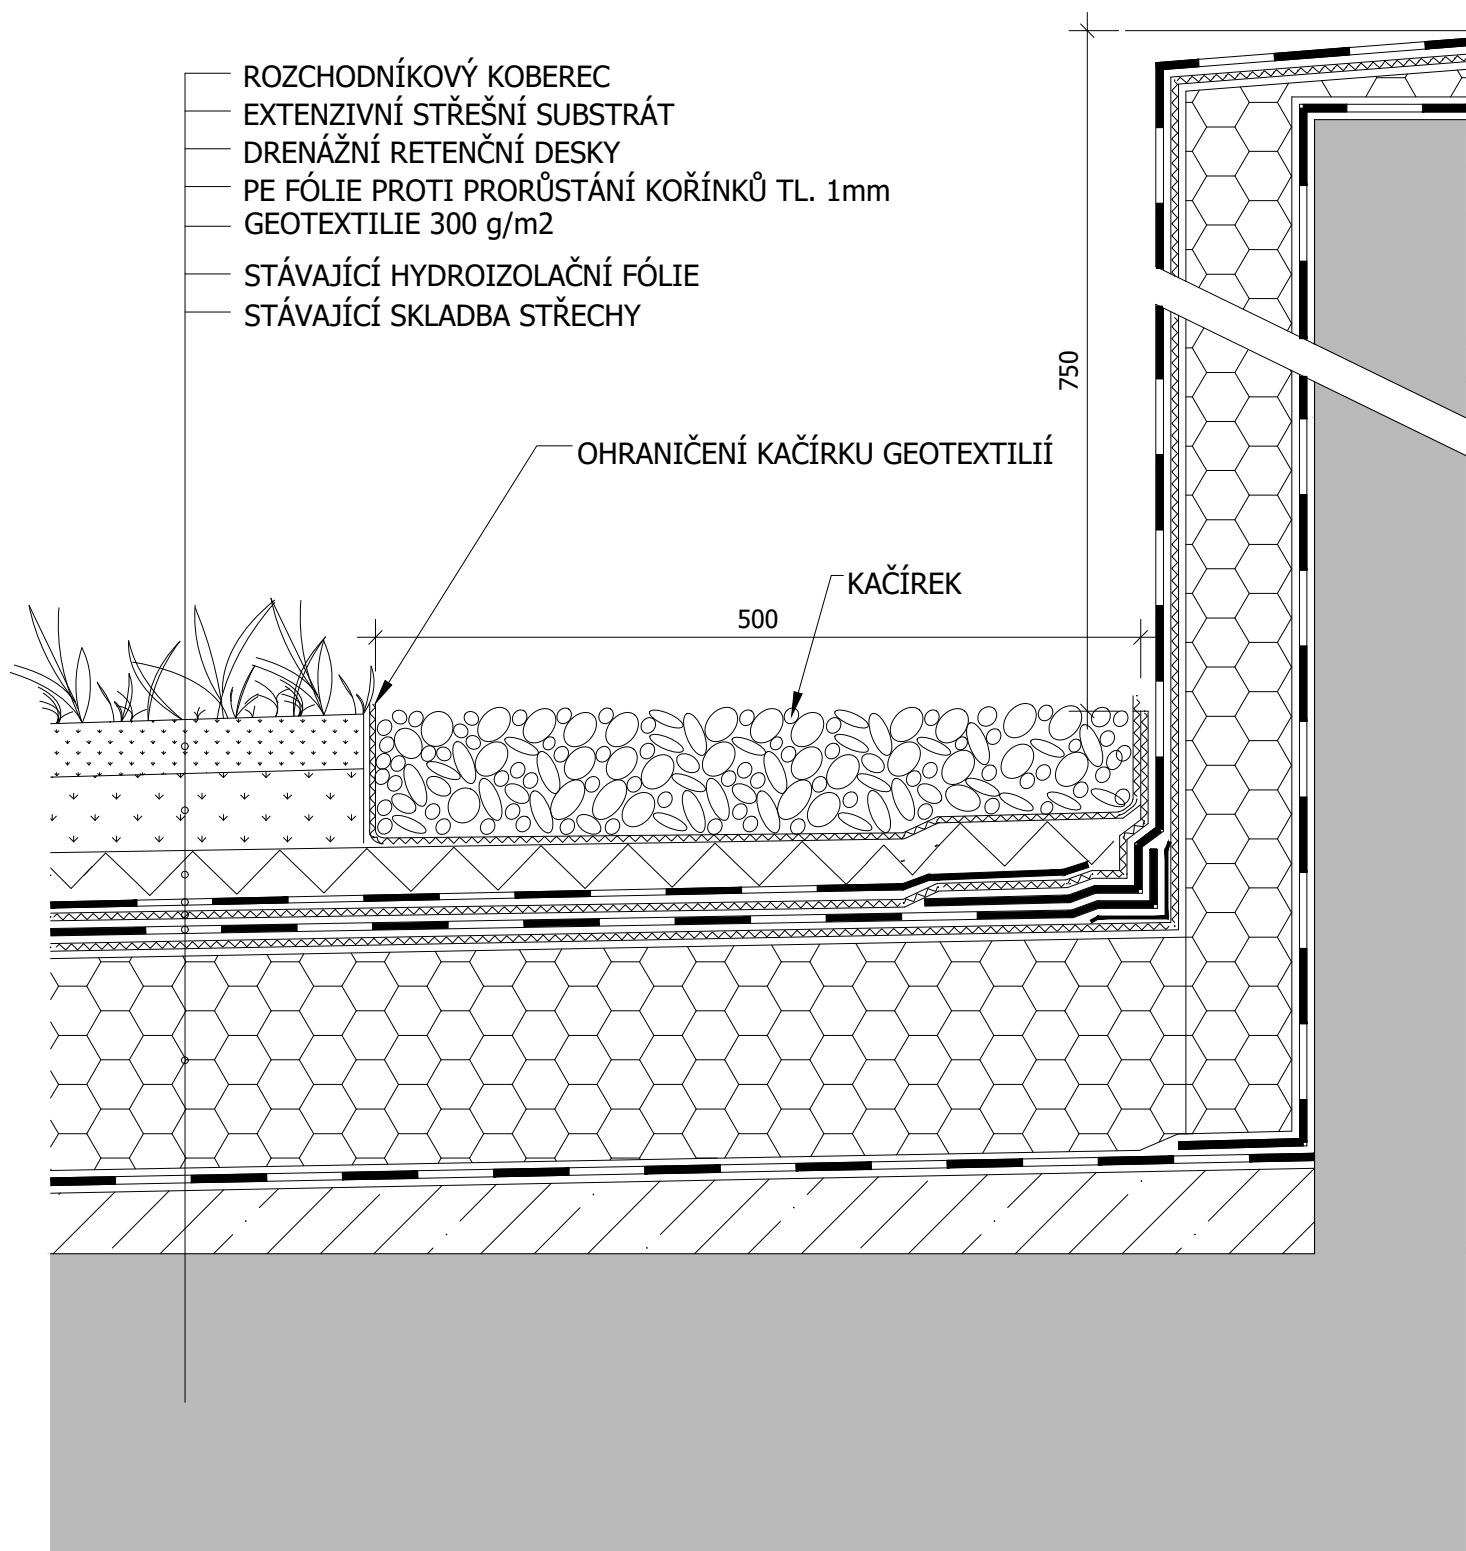 ROZCHODNÍKOVÝ KOBEREC
EXTENZIVNÍ STŘEŠNÍ SUBSTRÁT
DRENÁŽNÍ RETENČNÍ DESKY
PE FÓLIE PROTI PRORŮSTÁNÍ KOŘÍNKŮ TL. 1mm
GEOTEXTILIE 300 g/m2
STÁVAJÍCÍ HYDROIZOLAČNÍ FÓLIE
STÁVAJÍCÍ SKLADBA STŘECHY
750
OHRANIČENÍ KAČÍRKU GEOTEXTILIÍ
KAČÍREK
500